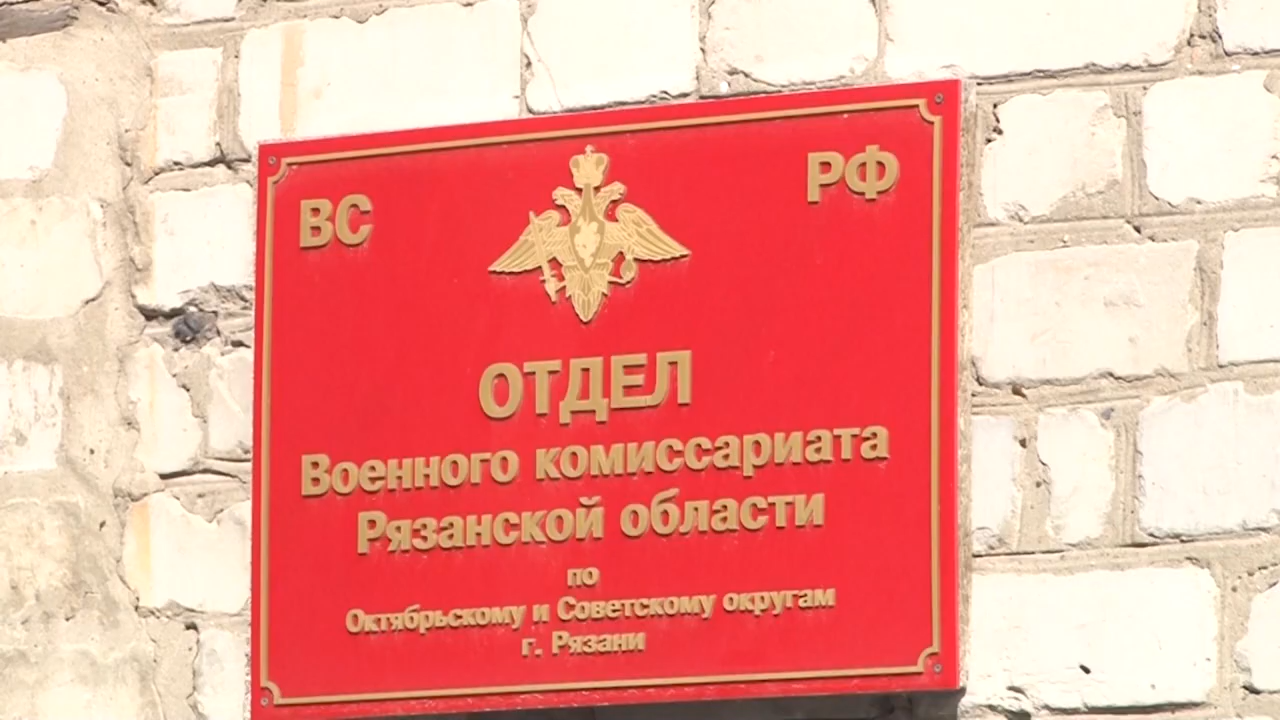 ВС РФ
ОТДЕЛ
Военного комиссариата
Рязанской области
по
Октябрьскому и Советскому округам
г. Рязани